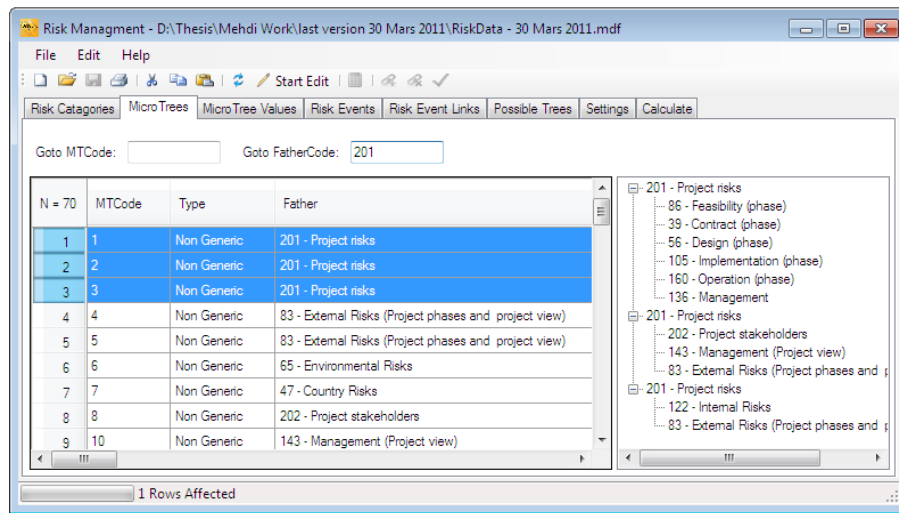 Risk Managment - D:\Thesis\Mehdi Work\last version 30 Mars 2011\RiskData - 30 Mars 2011.mdf
File Edit Help
Start Edit
Risk Catagories MicroTrees MicroTree Values Risk Events Risk Event Links Possible Trees Settings Calculate
Goto MTCode: Goto FatherCode: 201
N = 70 MTCode Type Father
1 1 Non Generic 201 - Project risks
2 2 Non Generic 201 - Project risks
3 3 Non Generic 201 - Project risks
4 4 Non Generic 83 - External Risks (Project phases and project view)
5 5 Non Generic 83 - External Risks (Project phases and project view)
6 6 Non Generic 65 - Environmental Risks
7 7 Non Generic 47 - Country Risks
8 8 Non Generic 202 - Project stakeholders
9 10 Non Generic 143 - Management (Project view)
201 - Project risks
86 - Feasibility (phase)
39 - Contract (phase)
56 - Design (phase)
105 - Implementation (phase)
160 - Operation (phase)
136 - Management
201 - Project risks
202 - Project stakeholders
143 - Management (Project view)
83 - External Risks (Project phases and p
201 - Project risks
122 - Internal Risks
83 - External Risks (Project phases and p
1 Rows Affected